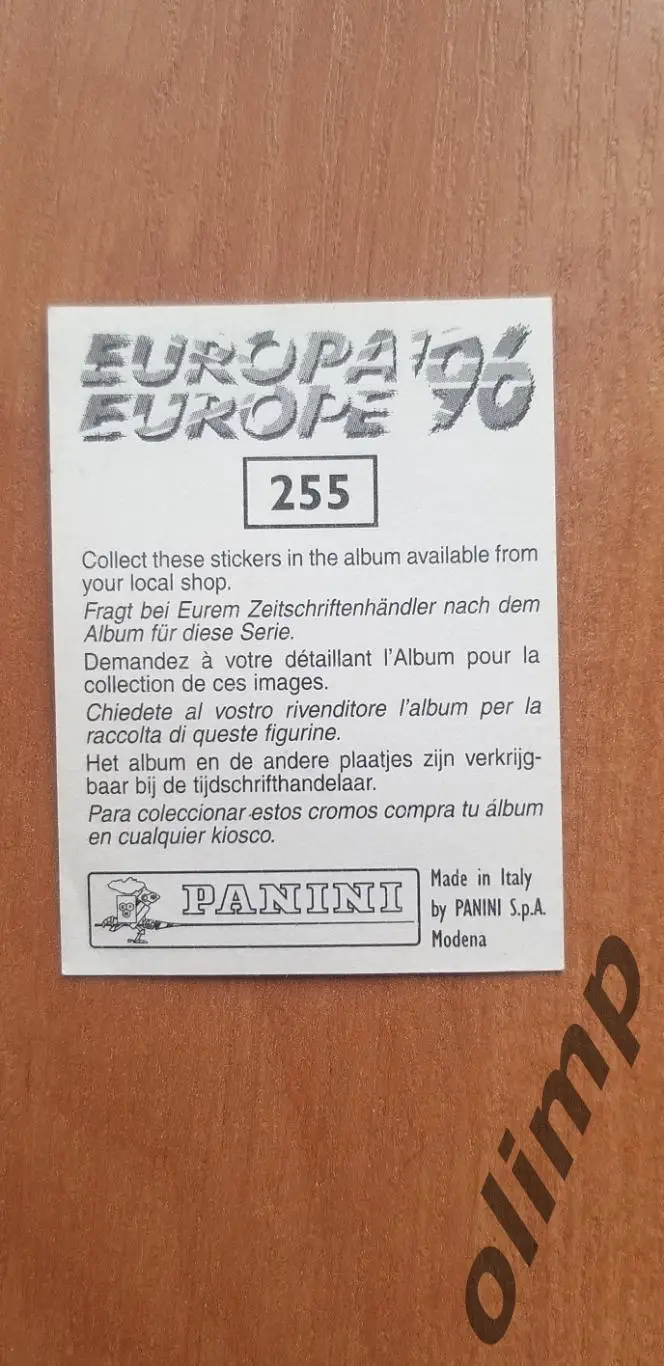 EUROPA '96
EUROPE
255
Collect these stickers in the album available from
your local shop.
Fragt bei Eurem Zeitschriftenhändler nach dem
Album für diese Serie.
Demandez à votre détaillant l'Album pour la
collection de ces images.
Chiedete al vostro rivenditore l'album per la
raccolta di queste figurine.
Het album en de andere plaatjes zijn verkrijg-
baar bij de tijdschrifthandelaar.
Para coleccionar estos cromos compra tu álbum
en cualquier kiosco.
PANINI
Made in Italy
by PANINI S.p.A.
Modena
olimp